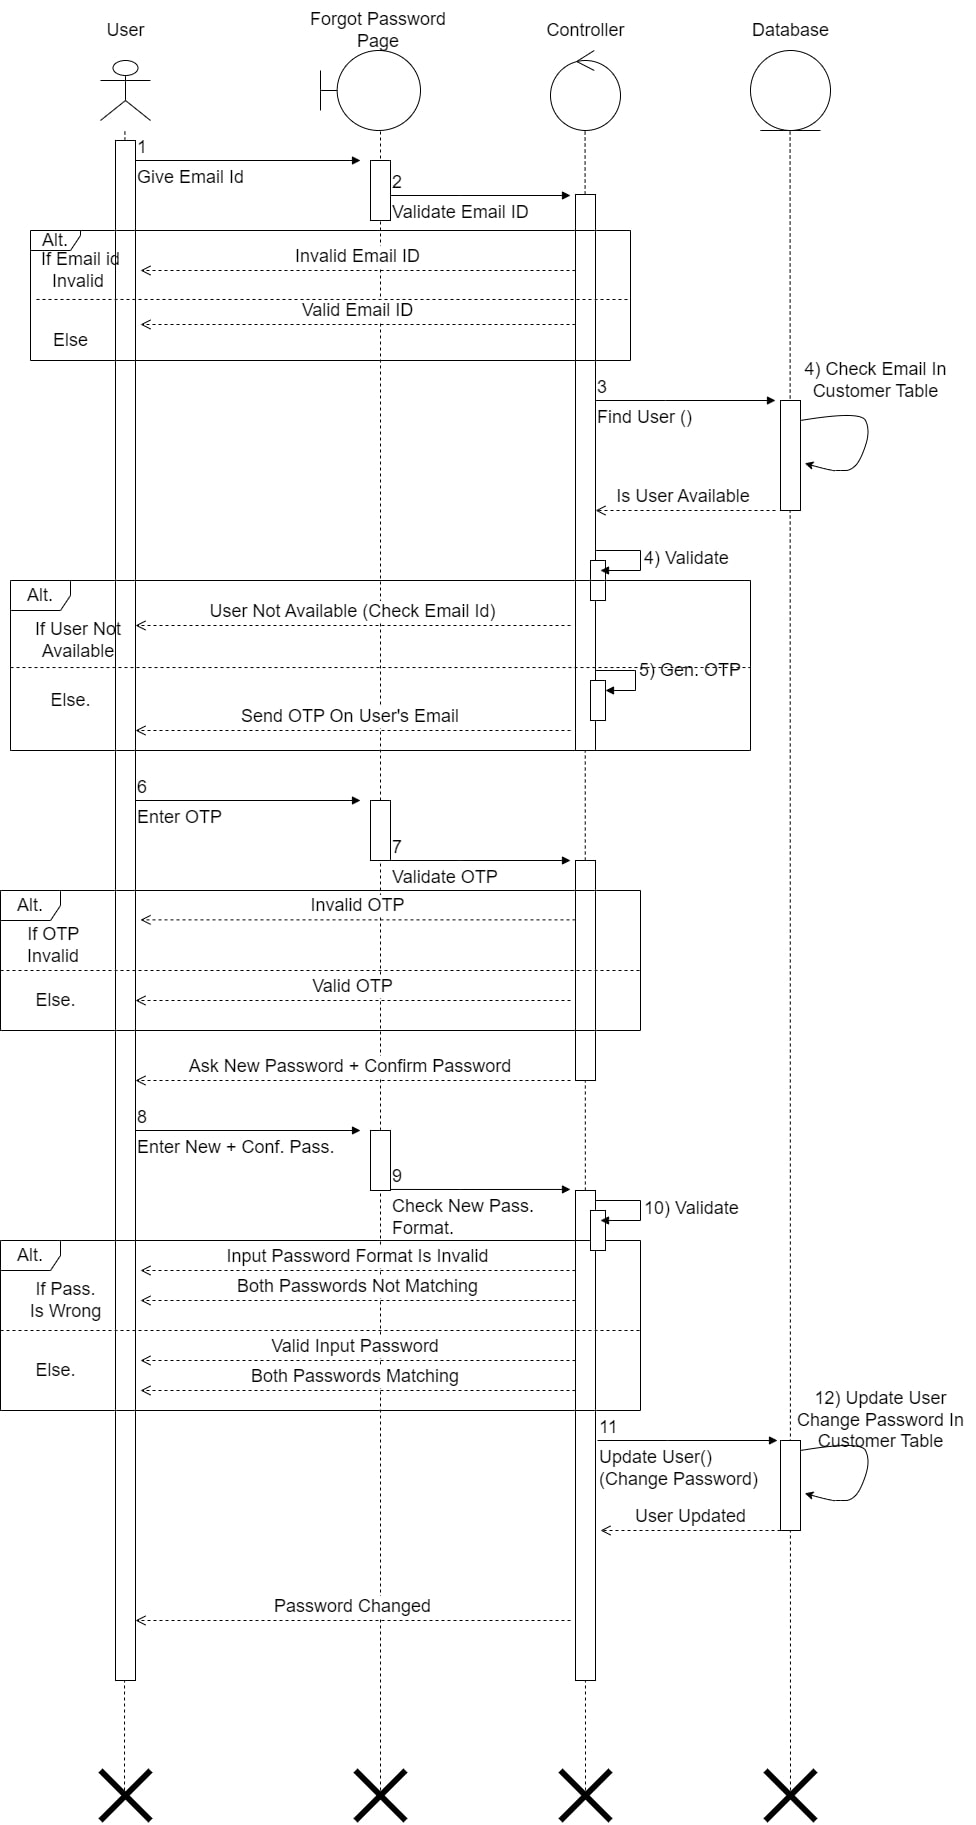 User
Forgot Password
Page
Controller
Database
1
Give Email Id
2
Validate Email ID
Alt.
If Email id
Invalid
Invalid Email ID
Valid Email ID
Else
4) Check Email In
Customer Table
3
Find User ()
Is User Available
4) Validate
Alt.
User Not Available (Check Email Id)
If User Not
Available
5) Gen. OTP
Else.
Send OTP On User's Email
6
Enter OTP
7
Validate OTP
Alt.
Invalid OTP
If OTP
Invalid
Valid OTP
Else.
Ask New Password + Confirm Password
8
Enter New + Conf. Pass.
9
Check New Pass.
Format.
10) Validate
Alt.
Input Password Format Is Invalid
If Pass.
Is Wrong
Both Passwords Not Matching
Valid Input Password
Else.
Both Passwords Matching
12) Update User
Change Password In
Customer Table
11
Update User()
(Change Password)
User Updated
Password Changed